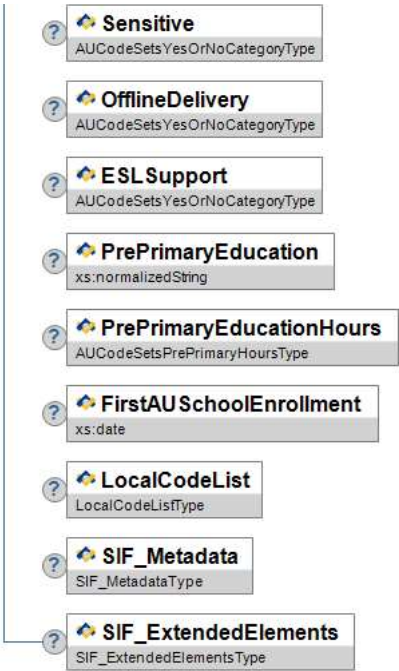 ? Sensitive
AUCodeSetsYesOrNoCategoryType
? OfflineDelivery
AUCodeSetsYesOrNoCategoryType
? ESLSupport
AUCodeSetsYesOrNoCategoryType
? PrePrimaryEducation
xs:normalizedString
? PrePrimaryEducationHours
AUCodeSetsPrePrimaryHoursType
? FirstAUSchoolEnrollment
xs:date
? LocalCodeList
LocalCodeListType
? SIF_Metadata
SIF_MetadataType
? SIF_ExtendedElements
SIF_ExtendedElementsType